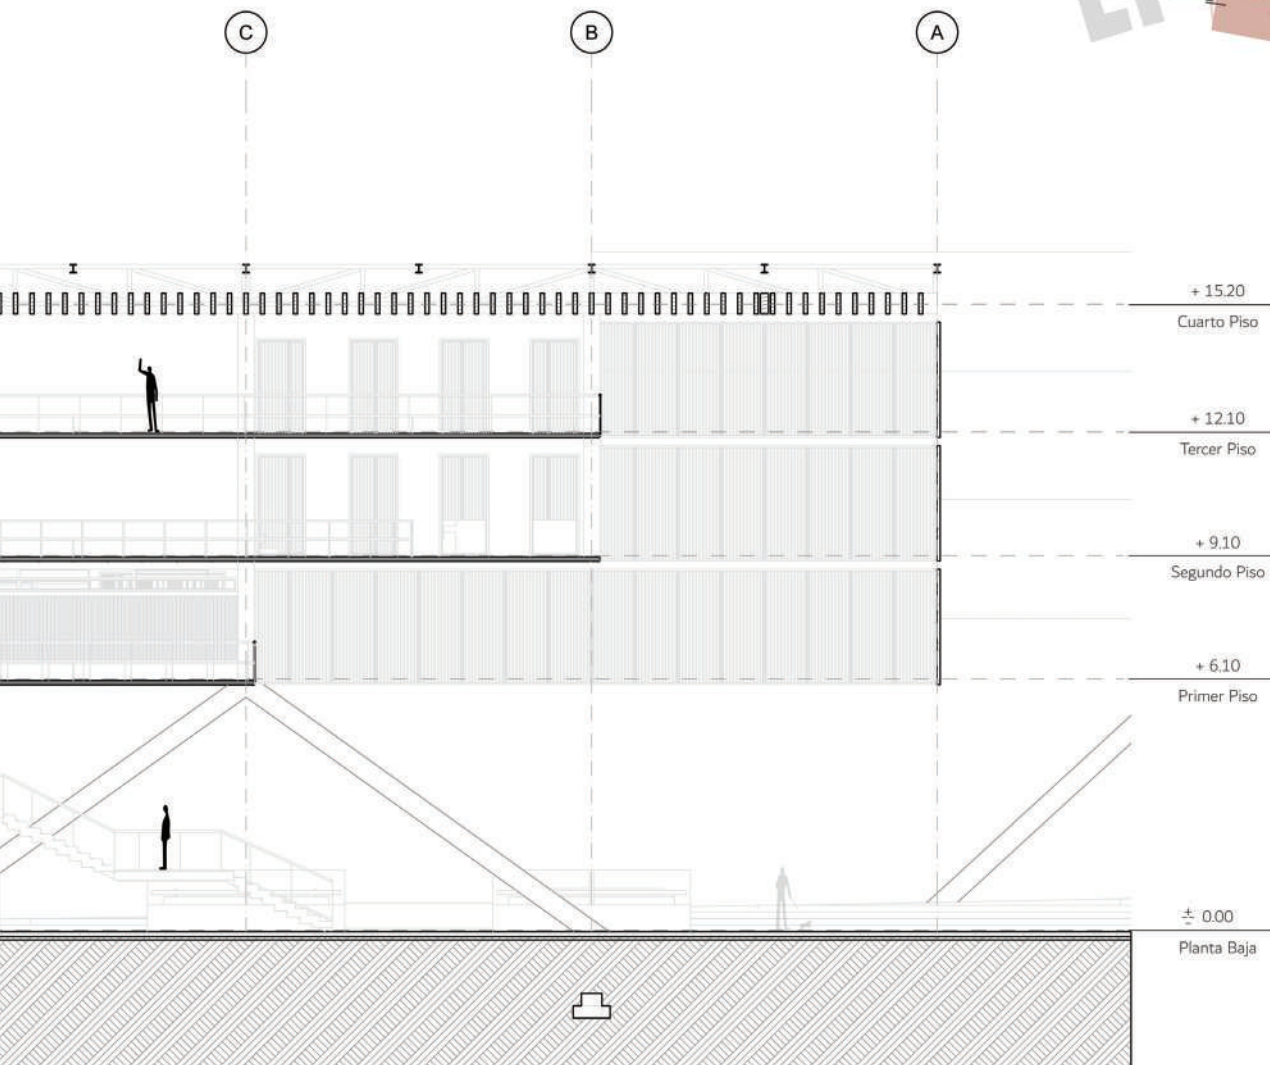 C B A
+ 15.20
Cuarto Piso
+ 12.10
Tercer Piso
+ 9.10
Segundo Piso
+ 6.10
Primer Piso
± 0.00
Planta Baja